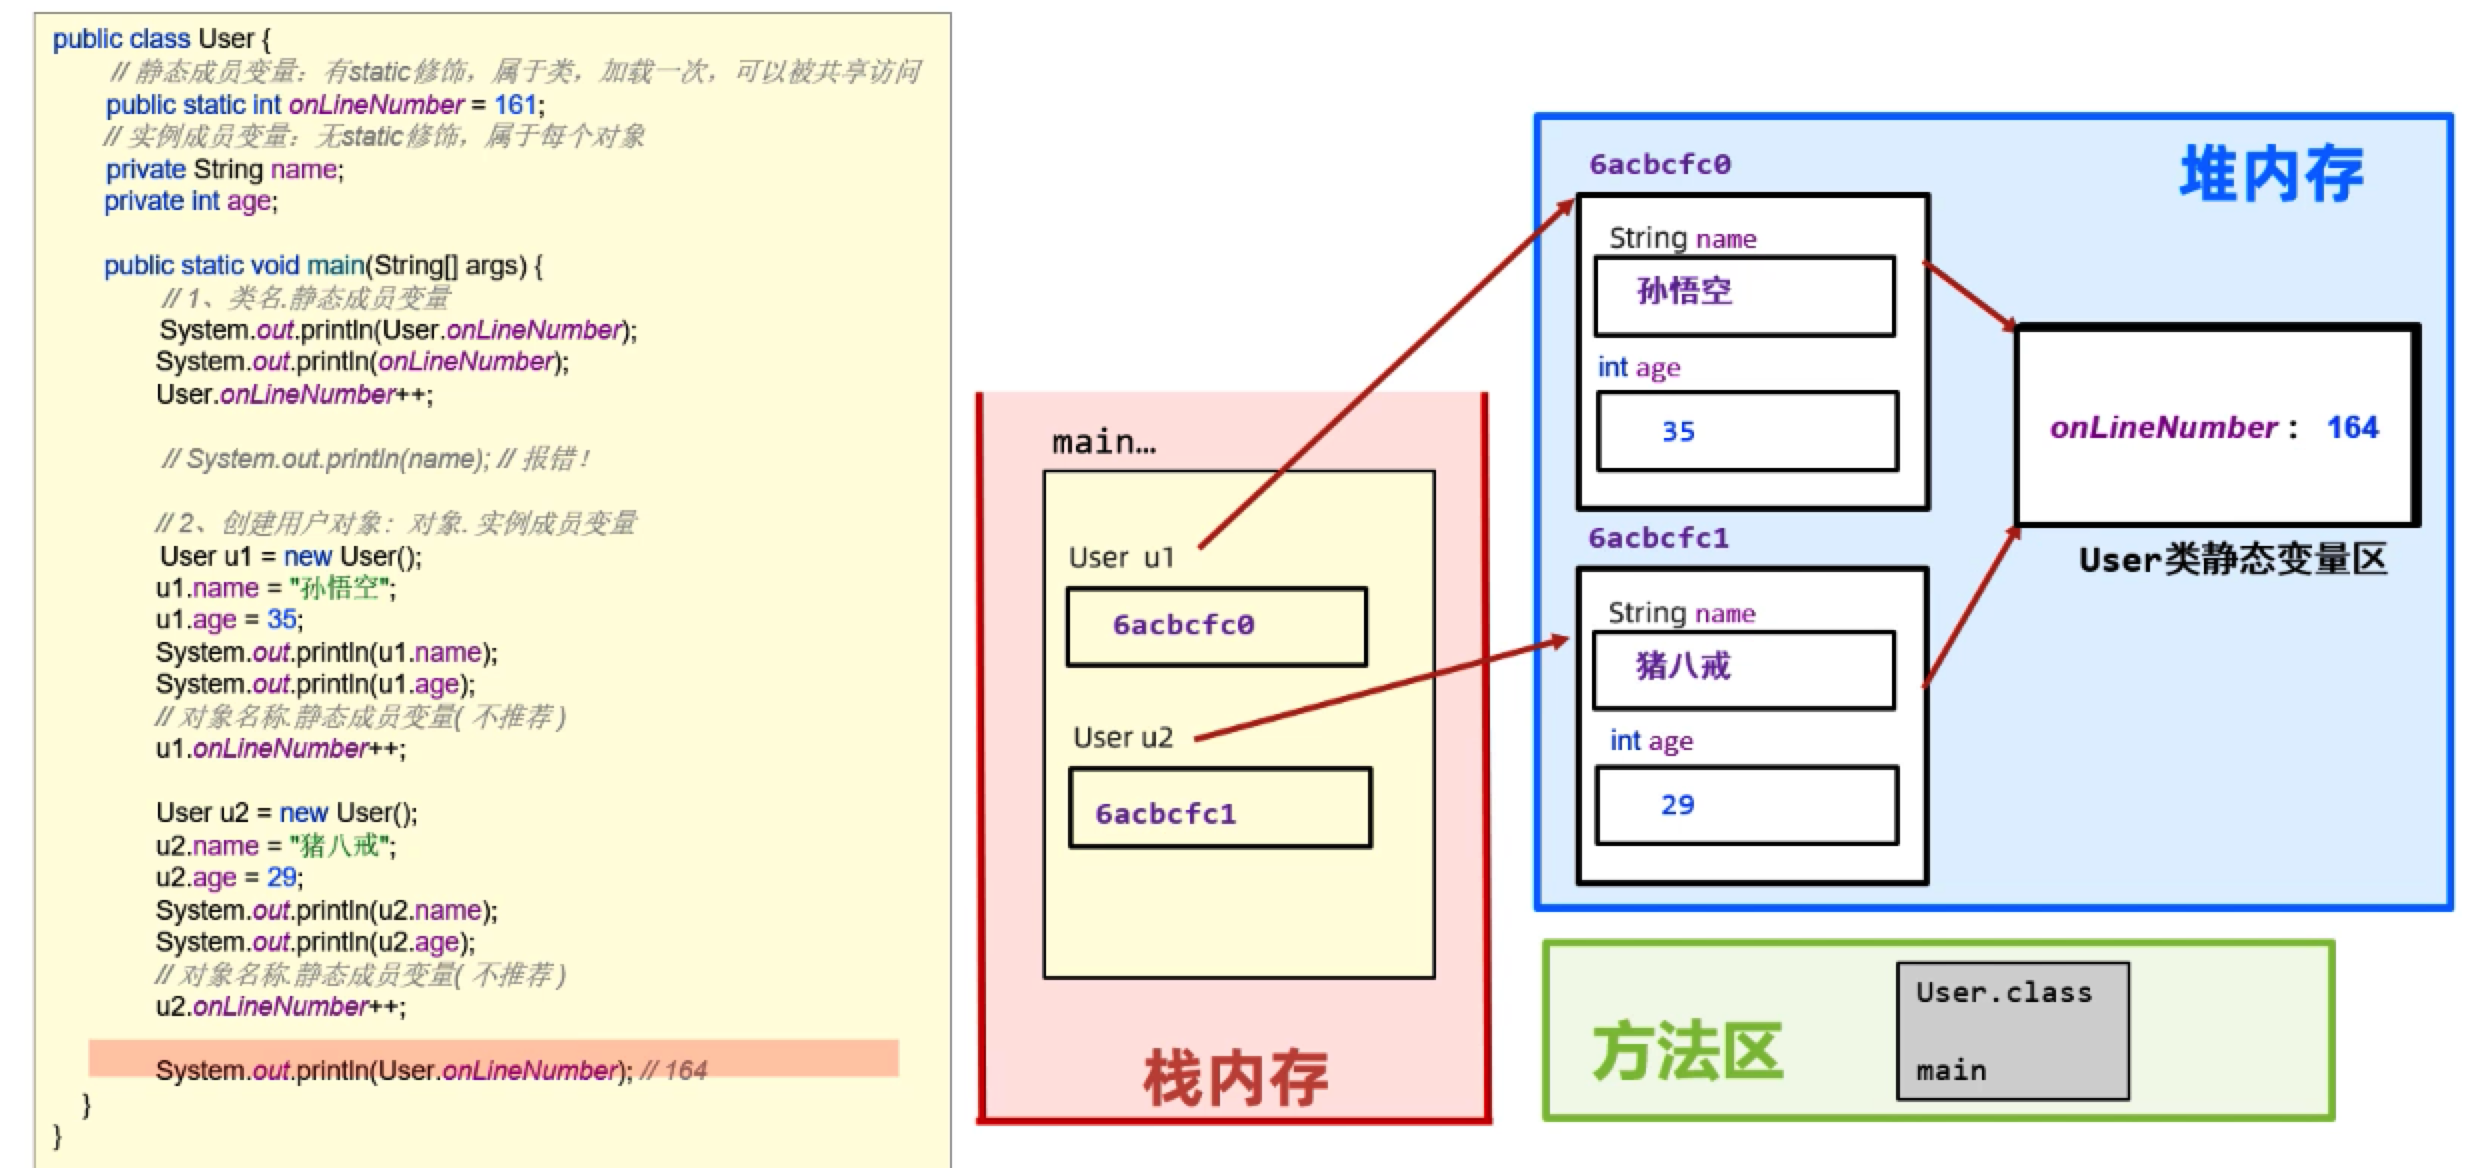 public class User {
// 静态成员变量：有static修饰，属于类，加载一次，可以被共享访问
public static int onLineNumber = 161;
// 实例成员变量：无static修饰，属于每个对象
private String name;
private int age;
public static void main(String[] args) {
// 1、类名.静态成员变量
System.out.println(User.onLineNumber);
System.out.println(onLineNumber);
User.onLineNumber++;
// System.out.println(name); // 报错！
// 2、创建用户对象：对象. 实例成员变量
User u1 = new User();
u1.name = "孙悟空";
u1.age = 35;
System.out.println(u1.name);
System.out.println(u1.age);
// 对象名称.静态成员变量( 不推荐 )
u1.onLineNumber++;
User u2 = new User();
u2.name = "猪八戒";
u2.age = 29;
System.out.println(u2.name);
System.out.println(u2.age);
// 对象名称.静态成员变量( 不推荐 )
u2.onLineNumber++;
System.out.println(User.onLineNumber); // 164
}
}
main…
User u1
6acbcfc0
User u2
6acbcfc1
栈内存
堆内存
6acbcfc0
String name
孙悟空
int age
35
6acbcfc1
String name
猪八戒
int age
29
onLineNumber： 164
User类静态变量区
方法区
User.class
main